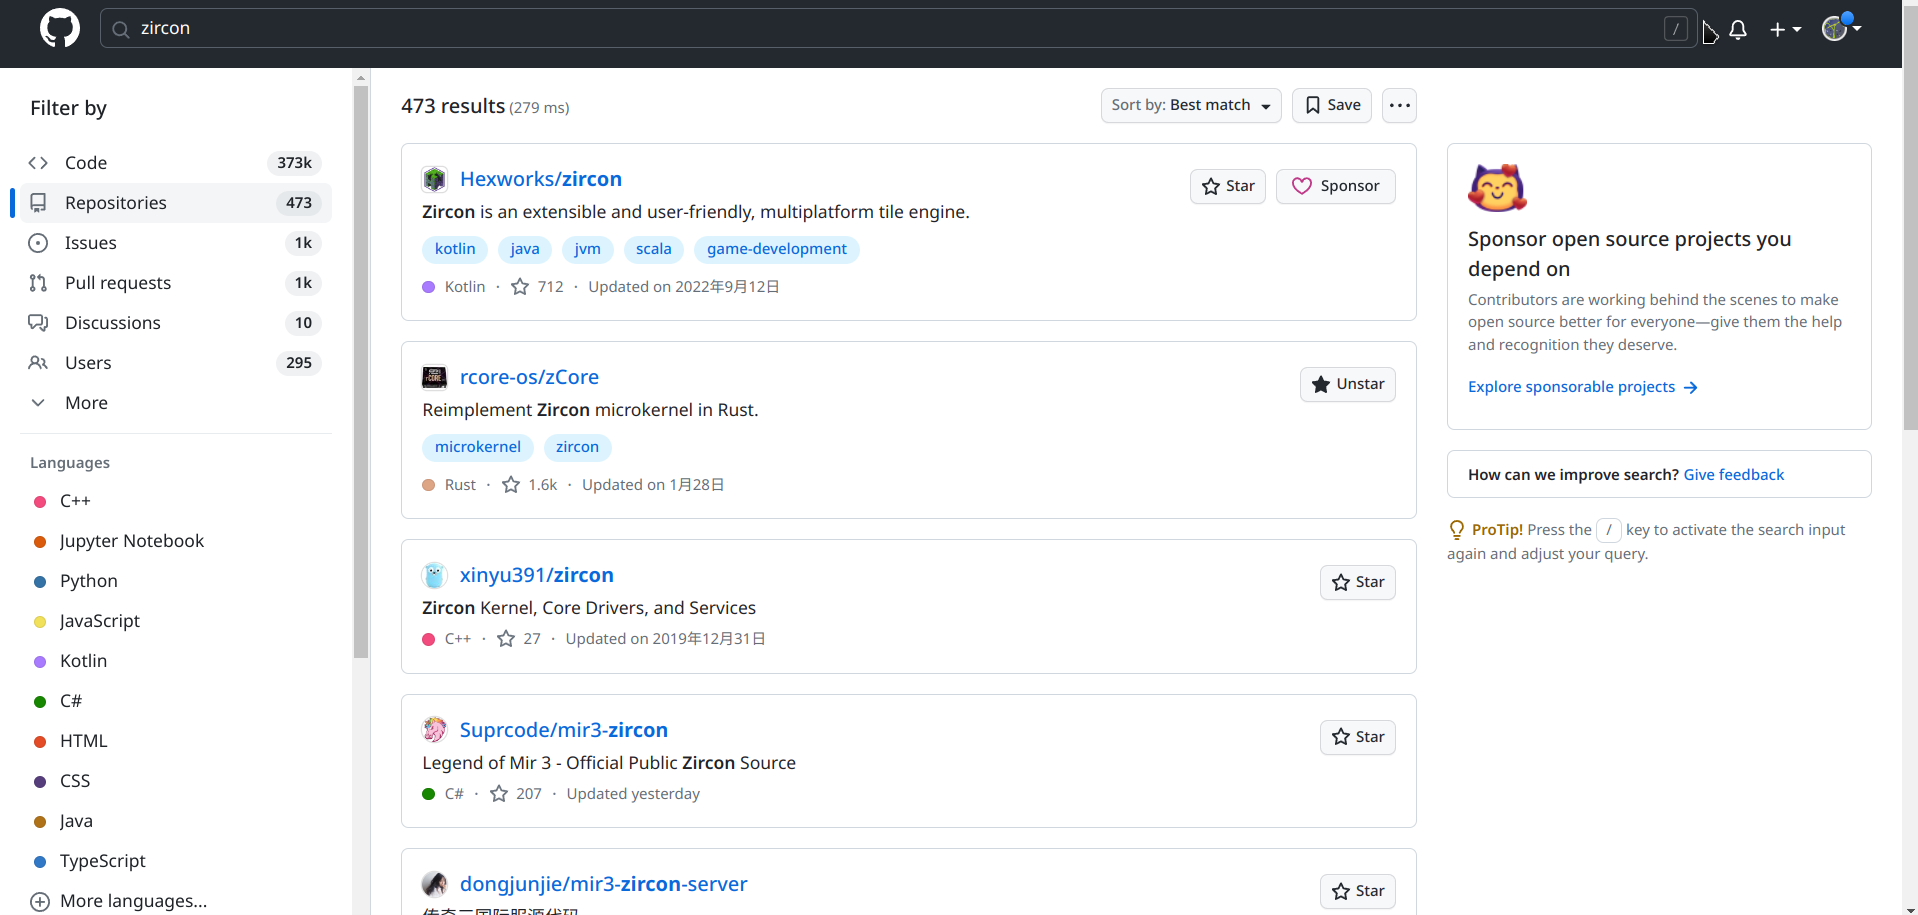 zircon
/
Filter by
Code 373k
Repositories 473
Issues 1k
Pull requests 1k
Discussions 10
Users 295
More
Languages
C++
Jupyter Notebook
Python
JavaScript
Kotlin
C#
HTML
CSS
Java
TypeScript
More languages...
473 results (279 ms)
Sort by: Best match
Save
Hexworks/zircon
Star
Sponsor
Zircon is an extensible and user-friendly, multiplatform tile engine.
kotlin java jvm scala game-development
Kotlin · 712 · Updated on 2022年9月12日
rcore-os/zCore
Unstar
Reimplement Zircon microkernel in Rust.
microkernel zircon
Rust · 1.6k · Updated on 1月28日
xinyu391/zircon
Star
Zircon Kernel, Core Drivers, and Services
C++ · 27 · Updated on 2019年12月31日
Suprcode/mir3-zircon
Star
Legend of Mir 3 - Official Public Zircon Source
C# · 207 · Updated yesterday
dongjunjie/mir3-zircon-server
Star
传奇三国际服源代码
Sponsor open source projects you
depend on
Contributors are working behind the scenes to make
open source better for everyone—give them the help
and recognition they deserve.
Explore sponsorable projects
How can we improve search? Give feedback
ProTip! Press the / key to activate the search input
again and adjust your query.